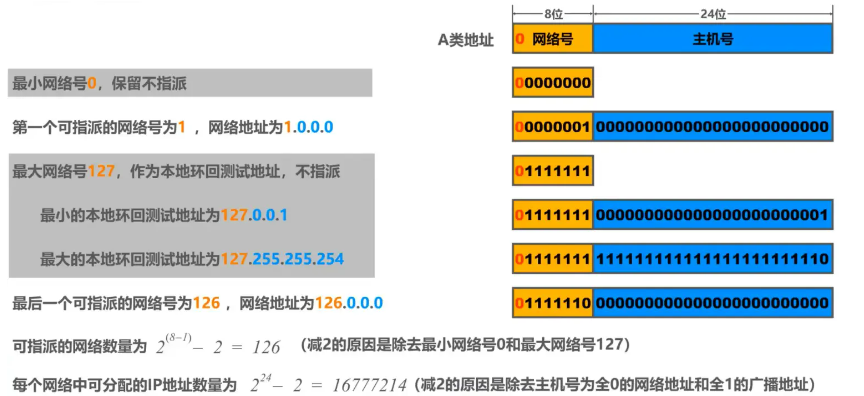 8位 24位
A类地址 0 网络号 主机号
最小网络号0，保留不指派 00000000
第一个可指派的网络号为1 ，网络地址为1.0.0.0 00000001 000000000000000000000000
最大网络号127，作为本地环回测试地址，不指派 01111111
最小的本地环回测试地址为127.0.0.1 01111111 000000000000000000000001
最大的本地环回测试地址为127.255.255.254 01111111 111111111111111111111110
最后一个可指派的网络号为126 ，网络地址为126.0.0.0 01111110 000000000000000000000000
可指派的网络数量为 2^(8-1) - 2 = 126 （减2的原因是除去最小网络号0和最大网络号127）
每个网络中可分配的IP地址数量为 2^24 - 2 = 16777214（减2的原因是除去主机号为全0的网络地址和全1的广播地址）